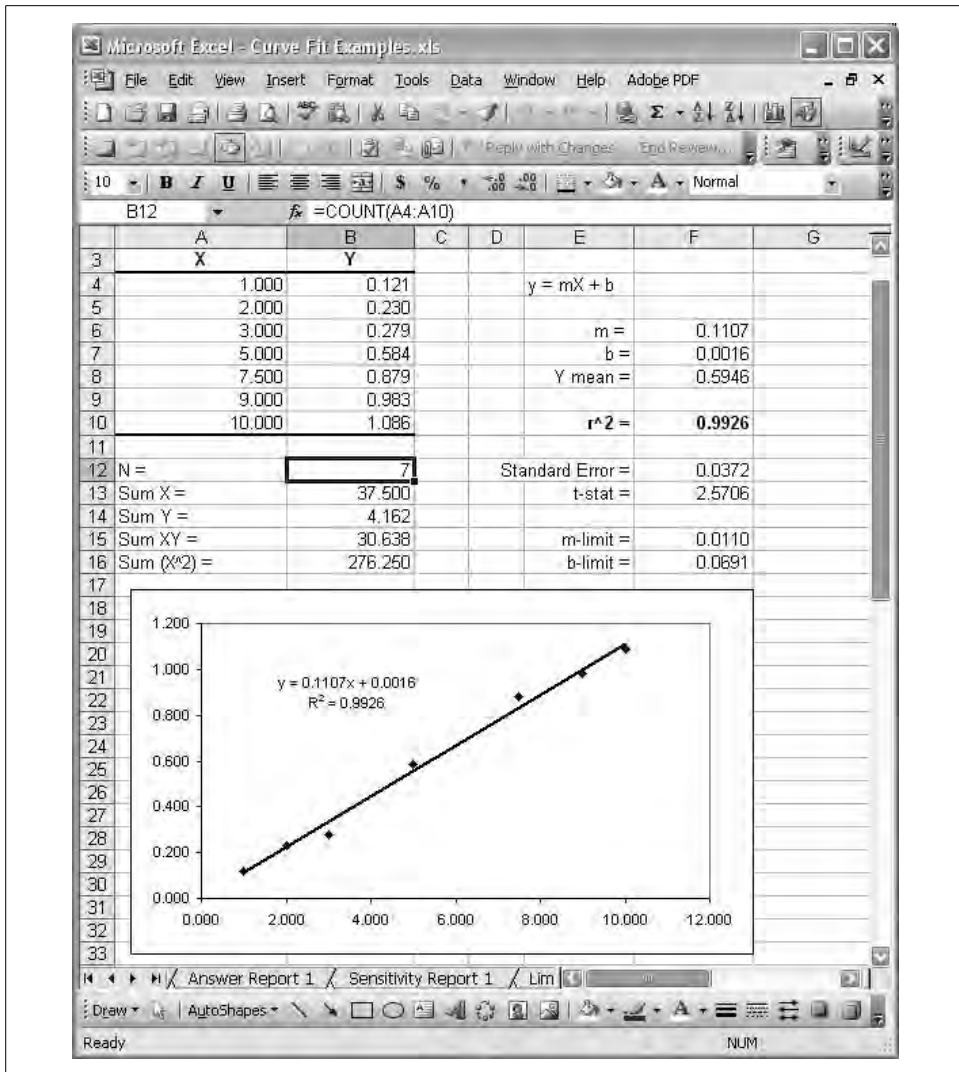 Microsoft Excel - Curve Fit Examples.xls
File Edit View Insert Format Tools Data Window Help Adobe PDF
Reply with Changes... End Review...
10 B I U $ % , Normal
B12 fx =COUNT(A4:A10)
A B C D E F G
3 X Y
4 1.000 0.121 y = mX + b
5 2.000 0.230
6 3.000 0.279 m = 0.1107
7 5.000 0.584 b = 0.0016
8 7.500 0.879 Y mean = 0.5946
9 9.000 0.983
10 10.000 1.086 r^2 = 0.9926
11
12 N = 7 Standard Error = 0.0372
13 Sum X = 37.500 t-stat = 2.5706
14 Sum Y = 4.162
15 Sum XY = 30.638 m-limit = 0.0110
16 Sum (X^2) = 276.250 b-limit = 0.0691
17
18
19 1.200
20
21 1.000 y = 0.1107x + 0.0016
22 R² = 0.9926
23 0.800
24
25 0.600
26
27 0.400
28
29 0.200
30
31 0.000
32 0.000 2.000 4.000 6.000 8.000 10.000 12.000
33
Answer Report 1 Sensitivity Report 1 Lim
Draw AutoShapes
Ready NUM